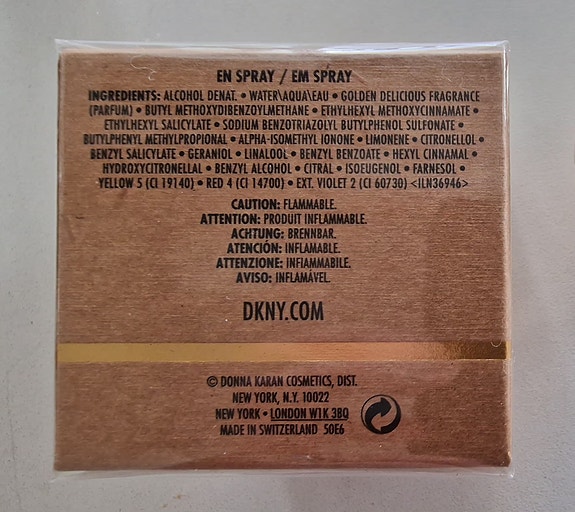 EN SPRAY / EM SPRAY
INGREDIENTS: ALCOHOL DENAT. • WATER\AQUA\EAU • GOLDEN DELICIOUS FRAGRANCE
(PARFUM) • BUTYL METHOXYDIBENZOYLMETHANE • ETHYLHEXYL METHOXYCINNAMATE •
ETHYLHEXYL SALICYLATE • SODIUM BENZOTRIAZOLYL BUTYLPHENOL SULFONATE •
BUTYLPHENYL METHYLPROPIONAL • ALPHA-ISOMETHYL IONONE • LIMONENE • CITRONELLOL •
BENZYL SALICYLATE • GERANIOL • LINALOOL • BENZYL BENZOATE • HEXYL CINNAMAL •
HYDROXYCITRONELLAL • BENZYL ALCOHOL • CITRAL • ISOEUGENOL • FARNESOL •
YELLOW 5 (CI 19140) • RED 4 (CI 14700) • EXT. VIOLET 2 (CI 60730) <ILN36946>
CAUTION: FLAMMABLE.
ATTENTION: PRODUIT INFLAMMABLE.
ACHTUNG: BRENNBAR.
ATENCIÓN: INFLAMABLE.
ATTENZIONE: INFIAMMABILE.
AVISO: INFLAMÁVEL.
DKNY.COM
© DONNA KARAN COSMETICS, DIST.
NEW YORK, N.Y. 10022
NEW YORK • LONDON W1K 3BQ
MADE IN SWITZERLAND 50E6